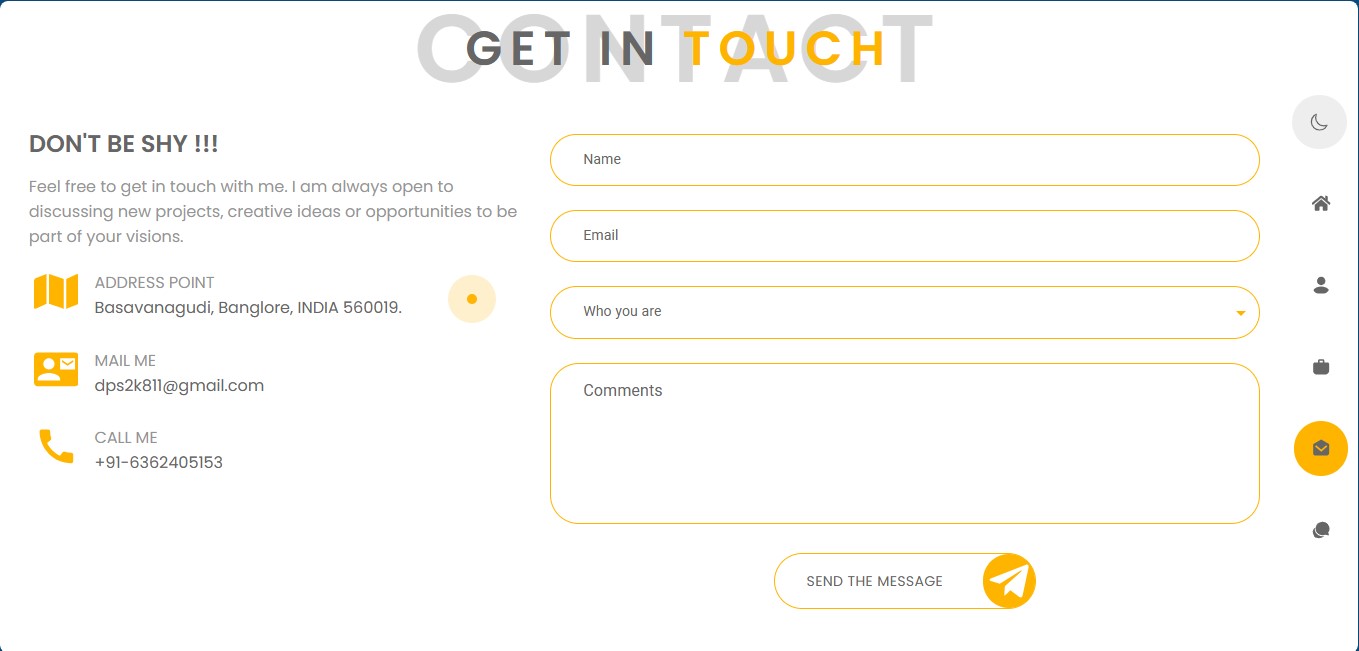 CONTACT
GET IN TOUCH
DON'T BE SHY !!!
Feel free to get in touch with me. I am always open to
discussing new projects, creative ideas or opportunities to be
part of your visions.
ADDRESS POINT
Basavanagudi, Banglore, INDIA 560019.
MAIL ME
dps2k811@gmail.com
CALL ME
+91-6362405153
Name
Email
Who you are
Comments
SEND THE MESSAGE